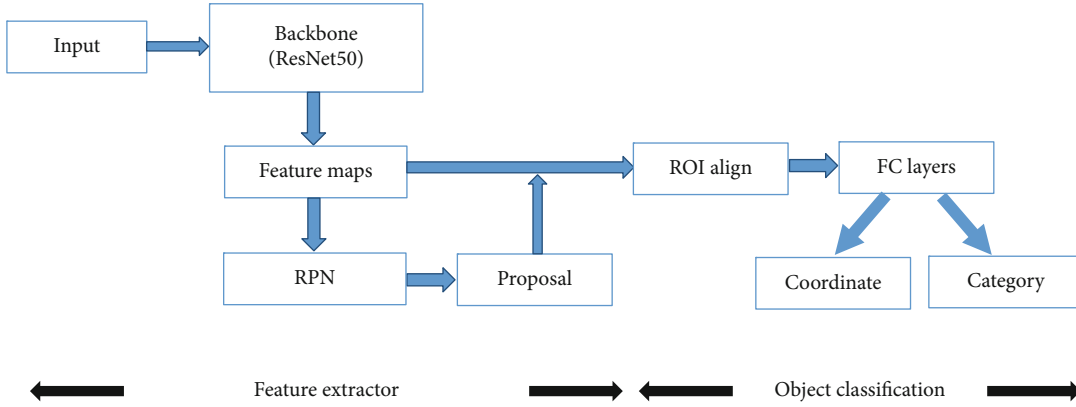 Input
Backbone
(ResNet50)
Feature maps
ROI align
FC layers
RPN
Proposal
Coordinate
Category
Feature extractor
Object classification